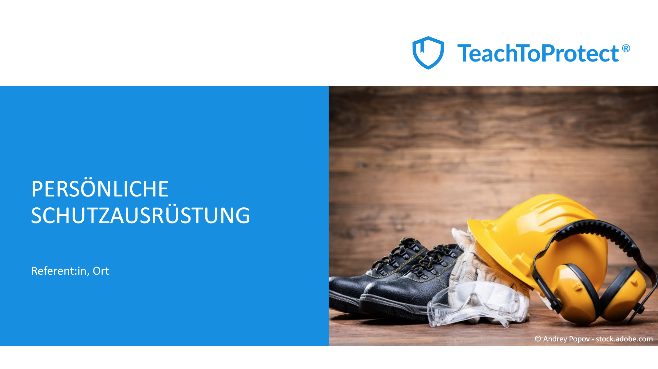 TeachToProtect®
PERSÖNLICHE
SCHUTZAUSRÜSTUNG
Referent:in, Ort
© Andrey Popov - stock.adobe.com